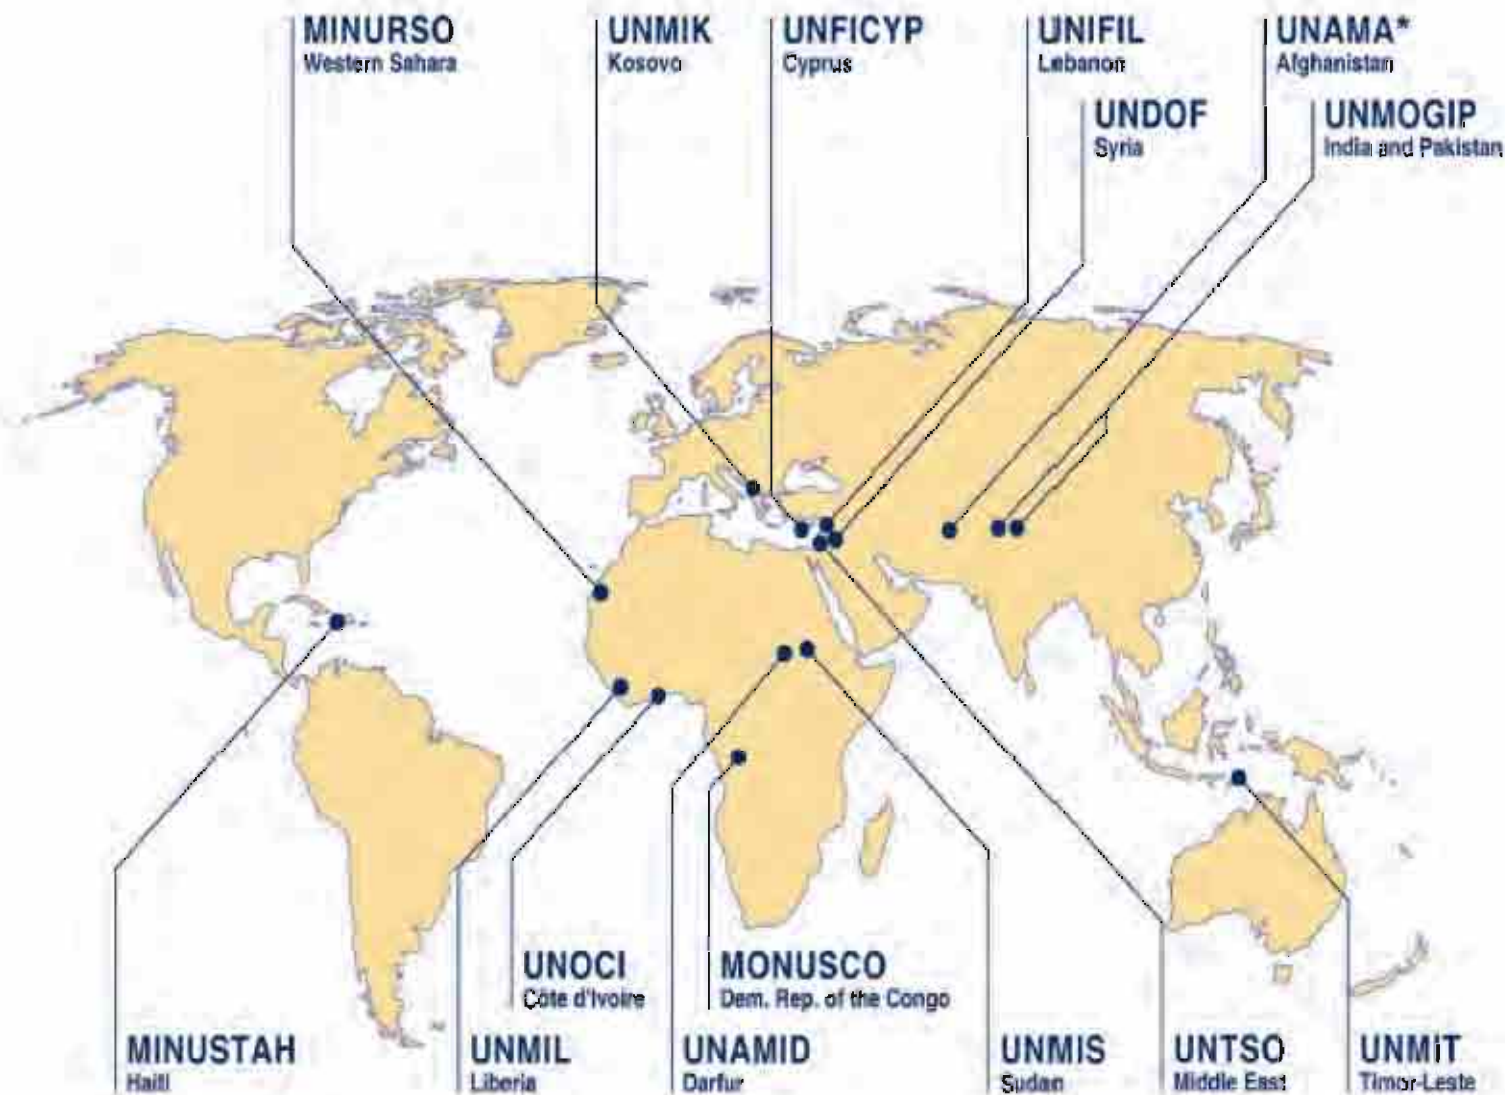 MINURSO
Western Sahara
UNMIK
Kosovo
UNFICYP
Cyprus
UNIFIL
Lebanon
UNAMA*
Afghanistan
UNDOF
Syria
UNMOGIP
India and Pakistan
UNOCI
Côte d'Ivoire
MONUSCO
Dem. Rep. of the Congo
MINUSTAH
Haiti
UNMIL
Liberia
UNAMID
Darfur
UNMIS
Sudan
UNTSO
Middle East
UNMIT
Timor-Leste